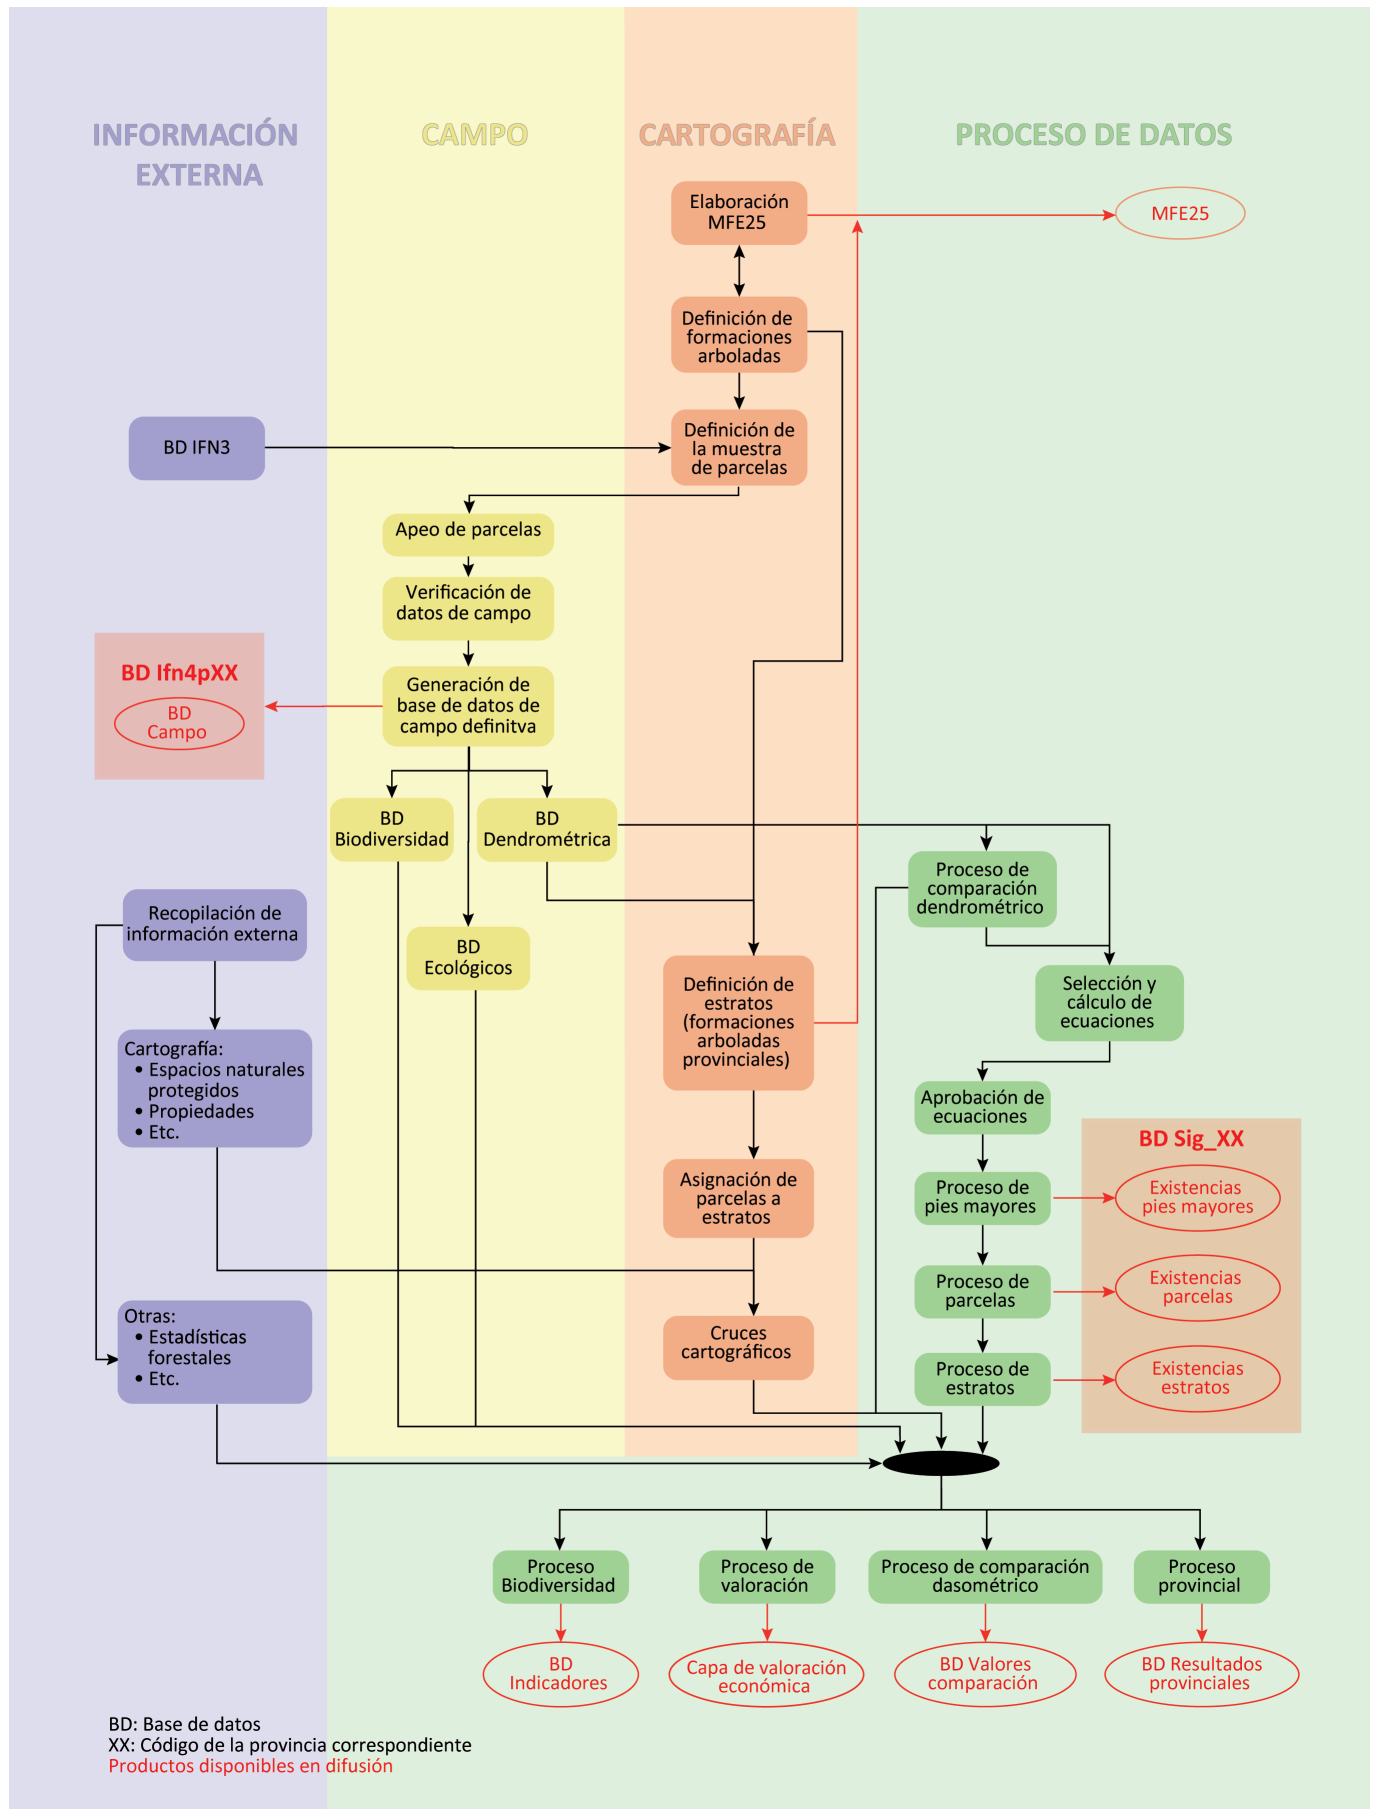 INFORMACIÓN
EXTERNA
CAMPO
CARTOGRAFÍA
PROCESO DE DATOS
Elaboración
MFE25
MFE25
Definición de
formaciones
arboladas
BD IFN3
Definición de
la muestra
de parcelas
Apeo de parcelas
Verificación de
datos de campo
BD Ifn4pXX
BD
Campo
Generación de
base de datos de
campo definitva
BD
Biodiversidad
BD
Dendrométrica
Proceso de
comparación
dendrométrico
Recopilación de
información externa
BD
Ecológicos
Definición de
estratos
(formaciones
arboladas
provinciales)
Selección y
cálculo de
ecuaciones
Cartografía:
• Espacios naturales
protegidos
• Propiedades
• Etc.
Aprobación de
ecuaciones
BD Sig_XX
Asignación de
parcelas a
estratos
Proceso de
pies mayores
Existencias
pies mayores
Proceso de
parcelas
Existencias
parcelas
Otras:
• Estadísticas
forestales
• Etc.
Cruces
cartográficos
Proceso de
estratos
Existencias
estratos
Proceso
Biodiversidad
Proceso de
valoración
Proceso de comparación
dasométrico
Proceso
provincial
BD
Indicadores
Capa de valoración
económica
BD Valores
comparación
BD Resultados
provinciales
BD: Base de datos
XX: Código de la provincia correspondiente
Productos disponibles en difusión